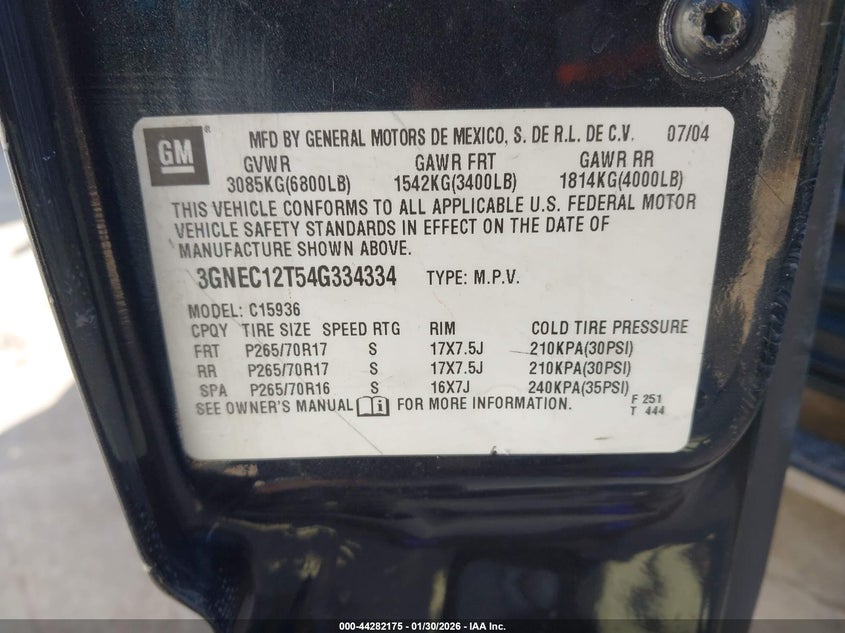 GM ® MFD BY GENERAL MOTORS DE MEXICO, S. DE R.L. DE C.V. 07/04
GVWR GAWR FRT GAWR RR
3085KG(6800LB) 1542KG(3400LB) 1814KG(4000LB)
THIS VEHICLE CONFORMS TO ALL APPLICABLE U.S. FEDERAL MOTOR
VEHICLE SAFETY STANDARDS IN EFFECT ON THE DATE OF
MANUFACTURE SHOWN ABOVE.
3GNEC12T54G334334 TYPE: M.P.V.
MODEL: C15936
CPQY TIRE SIZE SPEED RTG RIM COLD TIRE PRESSURE
FRT P265/70R17 S 17X7.5J 210KPA(30PSI)
RR P265/70R17 S 17X7.5J 210KPA(30PSI)
SPA P265/70R16 S 16X7J 240KPA(35PSI)
SEE OWNER'S MANUAL i FOR MORE INFORMATION. F 251
T 444
000-44282175 - 01/30/2026 - IAA Inc.